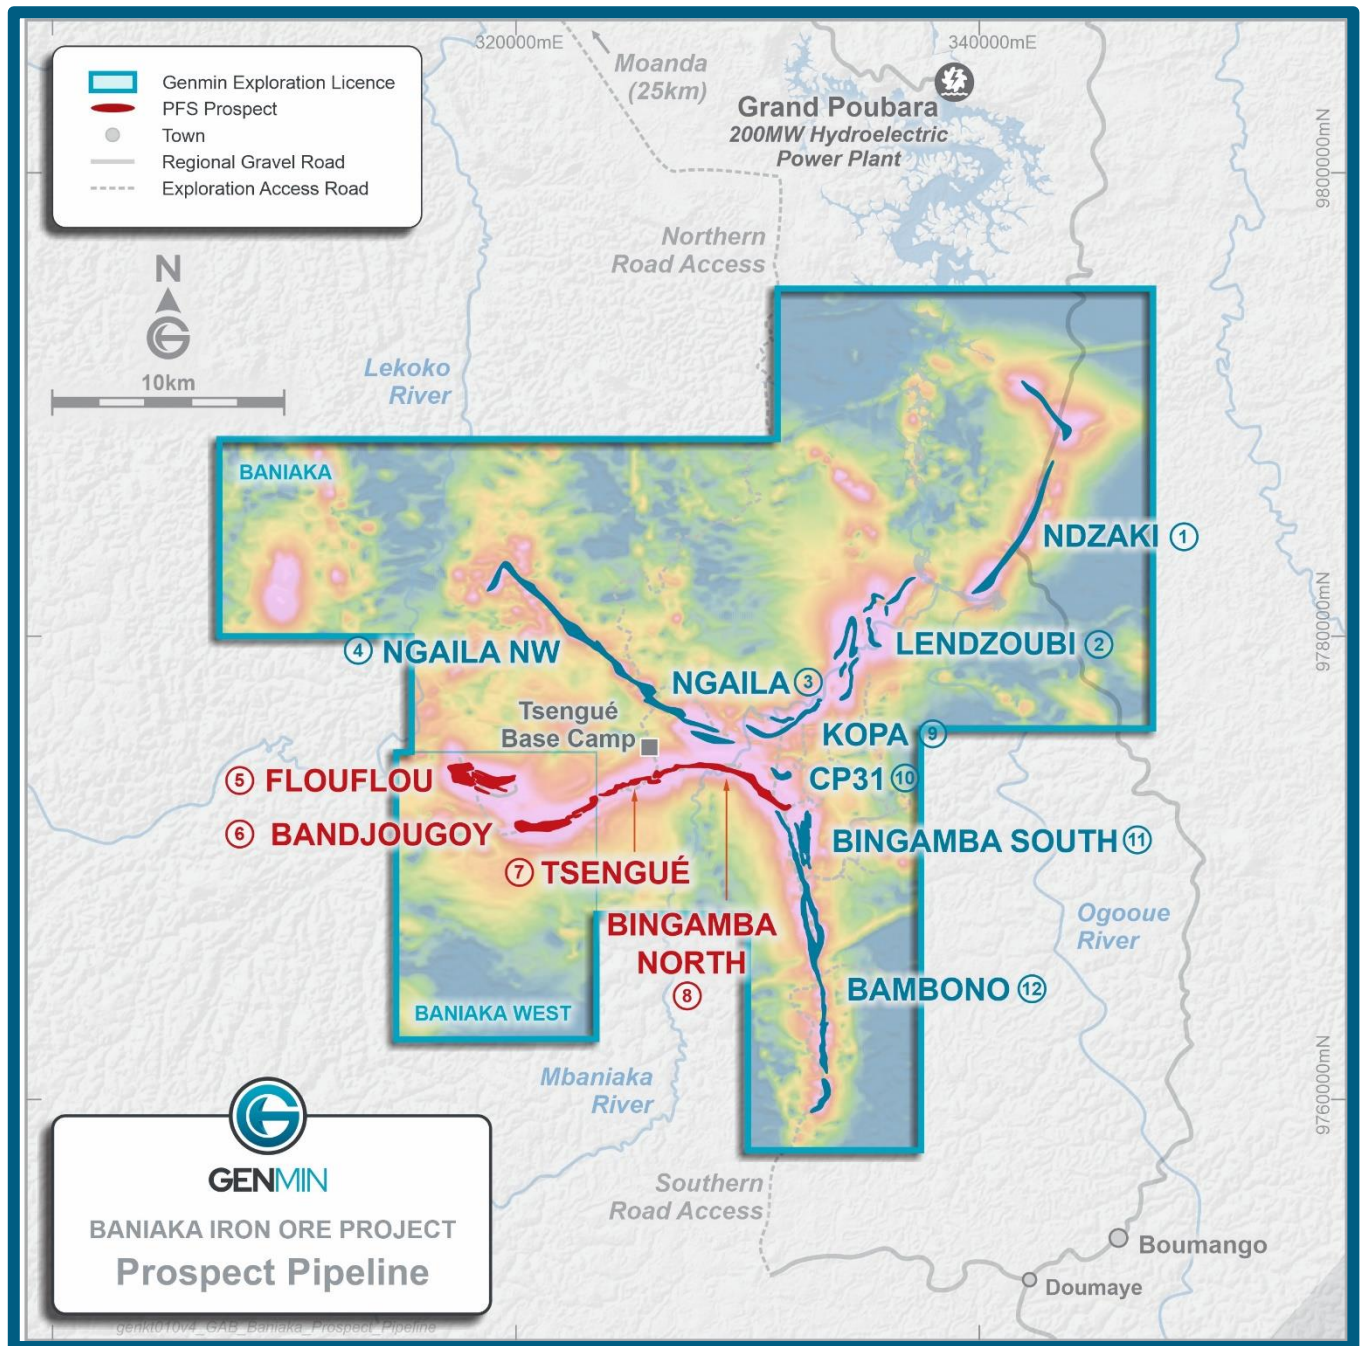 320000mE
340000mE
Genmin Exploration Licence
PFS Prospect
Town
Regional Gravel Road
Exploration Access Road
Moanda
(25km)
Grand Poubara
200MW Hydroelectric
Power Plant
9800000mN
N
Northern
Road Access
10km
Lekoko
River
BANIAKA
NDZAKI 1
9780000mN
4 NGAILA NW
LENDZOUBI 2
NGAILA 3
Tsengué
Base Camp
KOPA 9
5 FLOUFLOU
CP31 10
6 BANDJOUGOY
BINGAMBA SOUTH 11
7 TSENGUÉ
BINGAMBA
NORTH
8
Ogooue
River
BAMBONO 12
BANIAKA WEST
Mbaniaka
River
9760000mN
G
GENMIN
BANIAKA IRON ORE PROJECT
Prospect Pipeline
Southern
Road Access
Boumango
Doumaye
genkt010v4_GAB_Baniaka_Prospect_Pipeline